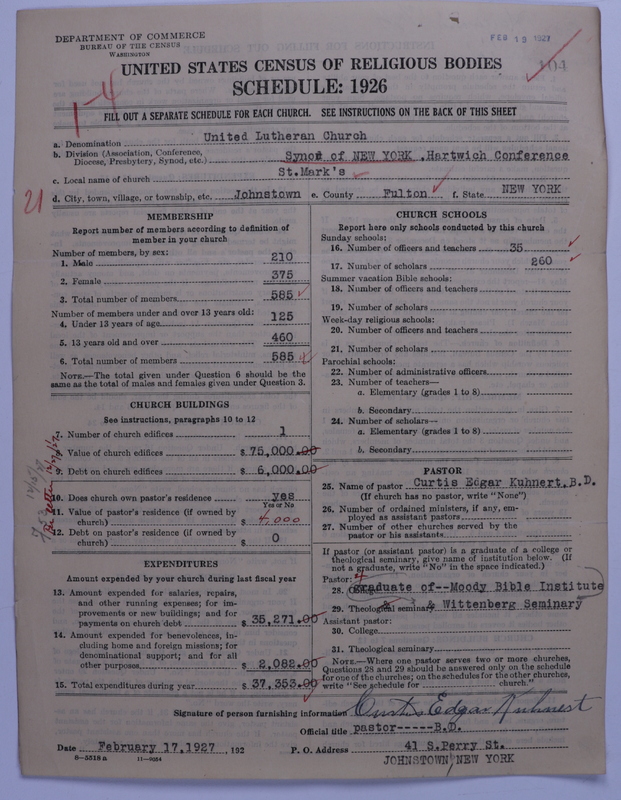 DEPARTMENT OF COMMERCE
BUREAU OF THE CENSUS
WASHINGTON
FEB 19 1927
104
UNITED STATES CENSUS OF RELIGIOUS BODIES
SCHEDULE: 1926
1-4
FILL OUT A SEPARATE SCHEDULE FOR EACH CHURCH. SEE INSTRUCTIONS ON THE BACK OF THIS SHEET
a. Denomination United Lutheran Church
b. Division (Association, Conference, Diocese, Presbytery, Synod, etc.) Synod of NEW YORK ,Hartwich Conference
c. Local name of church St.Mark's
21
d. City, town, village, or township, etc. Johnstown e. County Fulton f. State NEW YORK
MEMBERSHIP
Report number of members according to definition of
member in your church
Number of members, by sex:
1. Male 210
2. Female 375
3. Total number of members 585
Number of members under and over 13 years old:
4. Under 13 years of age 125
5. 13 years old and over 460
6. Total number of members 585
NOTE.—The total given under Question 6 should be
same as the total of males and females given under Question 3.
CHURCH BUILDINGS
See instructions, paragraphs 10 to 12
7. Number of church edifices 1
8. Value of church edifices $ 75,000.00
9. Debt on church edifices $ 6,000.00
10. Does church own pastor's residence yes
Yes or No
11. Value of pastor's residence (if owned by
church) $ 4,000
12. Debt on pastor's residence (if owned by
church) $ 0
EXPENDITURES
Amount expended by your church during last fiscal year
13. Amount expended for salaries, repairs,
and other running expenses; for im-
provements or new buildings; and for
payments on church debt $ 35,271.00
14. Amount expended for benevolences, in-
cluding home and foreign missions; for
denominational support; and for all
other purposes $ 2,082.00
15. Total expenditures during year $ 37,353.00
CHURCH SCHOOLS
Report here only schools conducted by this church
Sunday schools:
16. Number of officers and teachers 35
17. Number of scholars 260
Summer vacation Bible schools:
18. Number of officers and teachers
19. Number of scholars
Week-day religious schools:
20. Number of officers and teachers
21. Number of scholars
Parochial schools:
22. Number of administrative officers
23. Number of teachers—
a. Elementary (grades 1 to 8)
b. Secondary
24. Number of scholars—
a. Elementary (grades 1 to 8)
b. Secondary
PASTOR
25. Name of pastor Curtis Edgar Kuhnert, B.D.
(If church has no pastor, write "None")
26. Number of ordained ministers, if any, em-
ployed as assistant pastors
27. Number of other churches served by the
pastor or his assistants
If pastor (or assistant pastor) is a graduate of a college or
theological seminary, give name of institution below. (If
not a graduate, write "No" in the space indicated.)
Pastor:
28. graduate of--Moody Bible Institute
29. Theological seminary & Wittenberg Seminary
Assistant pastor:
30. College
31. Theological seminary
NOTE.—Where one pastor serves two or more churches,
Questions 28 and 29 should be answered only on the schedule
for one of the churches; on the schedules for the other churches,
write "See schedule for church."
Signature of person furnishing information Curtis Edgar Kuhnert
Official title pastor-----B.D.
Date February 17,1927 , 192
P. O. Address 41 S.Perry St.
8—5518 a 11—9054
JOHNSTOWN, NEW YORK